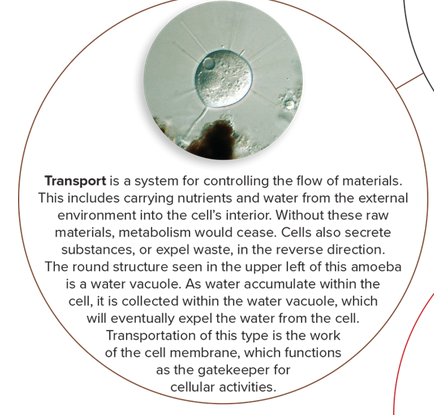 Transport is a system for controlling the flow of materials.
This includes carrying nutrients and water from the external
environment into the cell's interior. Without these raw
materials, metabolism would cease. Cells also secrete
substances, or expel waste, in the reverse direction.
The round structure seen in the upper left of this amoeba
is a water vacuole. As water accumulate within the
cell, it is collected within the water vacuole, which
will eventually expel the water from the cell.
Transportation of this type is the work
of the cell membrane, which functions
as the gatekeeper for
cellular activities.